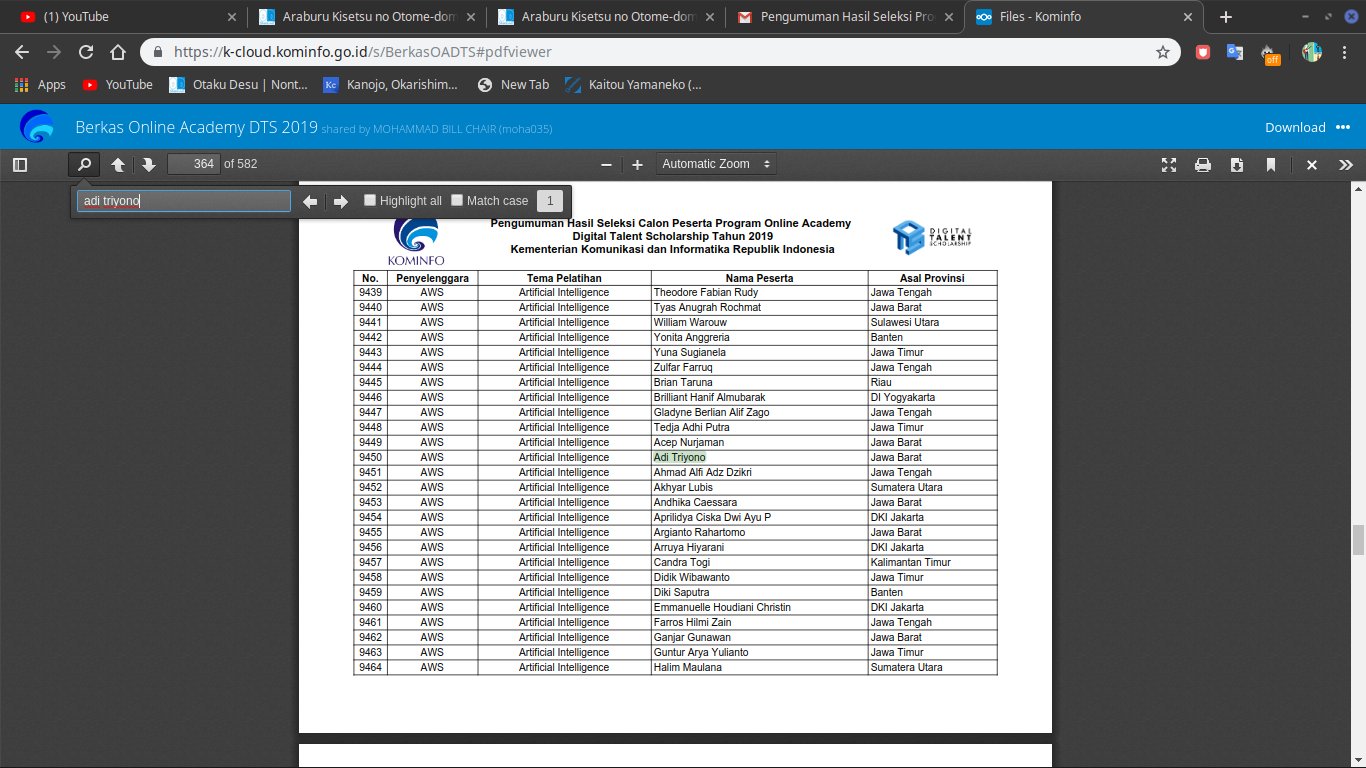 (1) YouTube
Araburu Kisetsu no Otome-dom
Araburu Kisetsu no Otome-dom
Pengumuman Hasil Seleksi Pro
Files - Kominfo
https://k-cloud.kominfo.go.id/s/BerkasOADTS#pdfviewer
off
Apps YouTube Otaku Desu | Nont... Kc Kanojo, Okarishim... New Tab Kaitou Yamaneko (...
Berkas Online Academy DTS 2019 shared by MOHAMMAD BILL CHAIR (moha035) Download
364 of 582 Automatic Zoom
adi triyono Highlight all Match case 1
Pengumuman Hasil Seleksi Calon Peserta Program Online Academy
Digital Talent Scholarship Tahun 2019
Kementerian Komunikasi dan Informatika Republik Indonesia
KOMINFO
DIGITAL
TALENT
SCHOLARSHIP
No. Penyelenggara Tema Pelatihan Nama Peserta Asal Provinsi
9439 AWS Artificial Intelligence Theodore Fabian Rudy Jawa Tengah
9440 AWS Artificial Intelligence Tyas Anugrah Rochmat Jawa Barat
9441 AWS Artificial Intelligence William Warouw Sulawesi Utara
9442 AWS Artificial Intelligence Yonita Anggreria Banten
9443 AWS Artificial Intelligence Yuna Sugianela Jawa Timur
9444 AWS Artificial Intelligence Zulfar Farruq Jawa Tengah
9445 AWS Artificial Intelligence Brian Taruna Riau
9446 AWS Artificial Intelligence Brilliant Hanif Almubarak DI Yogyakarta
9447 AWS Artificial Intelligence Gladyne Berlian Alif Zago Jawa Tengah
9448 AWS Artificial Intelligence Tedja Adhi Putra Jawa Timur
9449 AWS Artificial Intelligence Acep Nurjaman Jawa Barat
9450 AWS Artificial Intelligence Adi Triyono Jawa Barat
9451 AWS Artificial Intelligence Ahmad Alfi Adz Dzikri Jawa Tengah
9452 AWS Artificial Intelligence Akhyar Lubis Sumatera Utara
9453 AWS Artificial Intelligence Andhika Caessara Jawa Barat
9454 AWS Artificial Intelligence Aprilidya Ciska Dwi Ayu P DKI Jakarta
9455 AWS Artificial Intelligence Argianto Rahartomo Jawa Barat
9456 AWS Artificial Intelligence Arruya Hiyarani DKI Jakarta
9457 AWS Artificial Intelligence Candra Togi Kalimantan Timur
9458 AWS Artificial Intelligence Didik Wibawanto Jawa Timur
9459 AWS Artificial Intelligence Diki Saputra Banten
9460 AWS Artificial Intelligence Emmanuelle Houdiani Christin DKI Jakarta
9461 AWS Artificial Intelligence Farros Hilmi Zain Jawa Tengah
9462 AWS Artificial Intelligence Ganjar Gunawan Jawa Barat
9463 AWS Artificial Intelligence Guntur Arya Yulianto Jawa Timur
9464 AWS Artificial Intelligence Halim Maulana Sumatera Utara